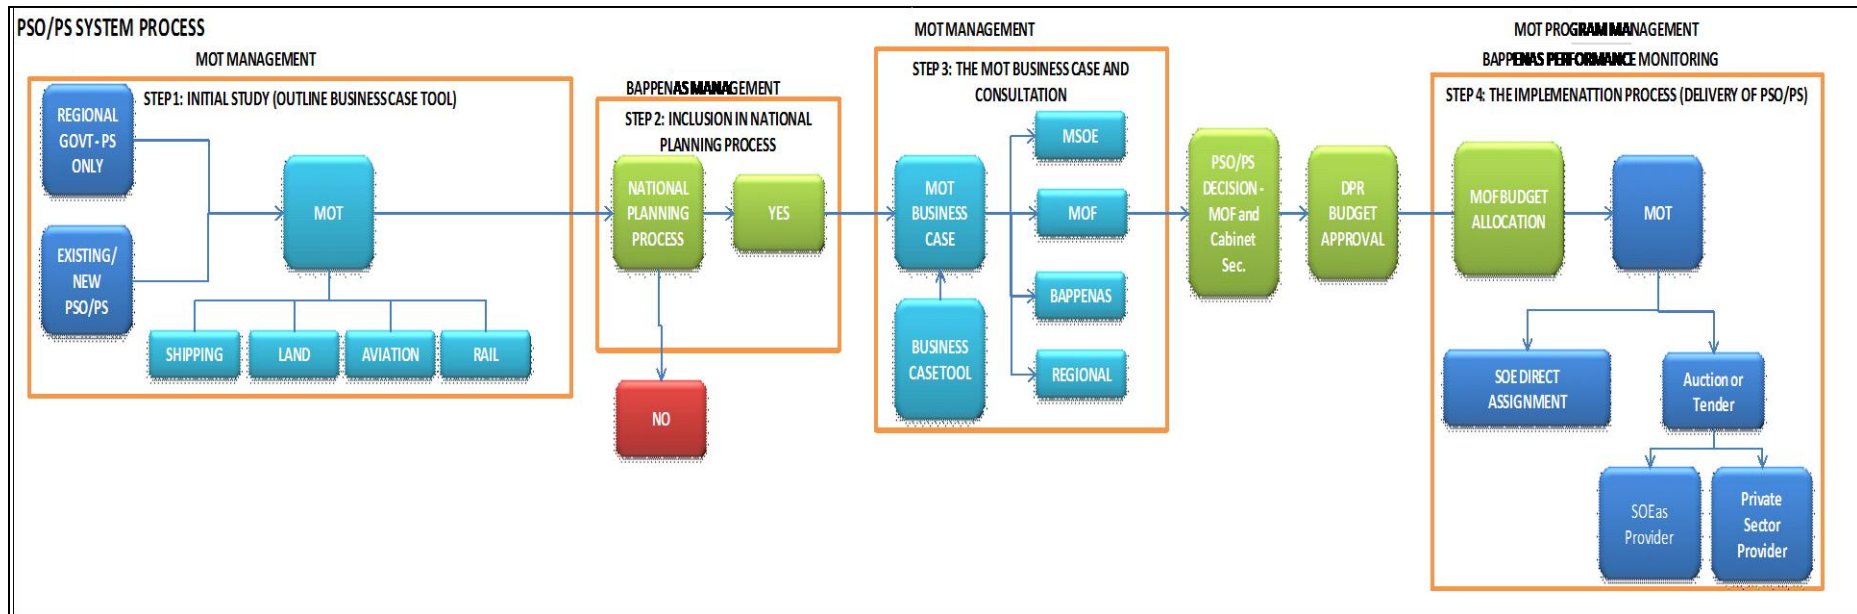 PSO/PS SYSTEM PROCESS
MOT MANAGEMENT
STEP 1: INITIAL STUDY (OUTLINE BUSINESS CASE TOOL)
REGIONAL
GOVT - PS
ONLY
EXISTING/
NEW
PSO/PS
MOT
SHIPPING
LAND
AVIATION
RAIL
BAPPENAS MANAGEMENT
STEP 2: INCLUSION IN NATIONAL
PLANNING PROCESS
NATIONAL
PLANNING
PROCESS
YES
NO
MOT MANAGEMENT
STEP 3: THE MOT BUSINESS CASE AND
CONSULTATION
MOT
BUSINESS
CASE
BUSINESS
CASE TOOL
MSOE
MOF
BAPPENAS
REGIONAL
PSO/PS
DECISION -
MOF and
Cabinet
Sec.
DPR
BUDGET
APPROVAL
MOT PROGRAM MANAGEMENT
BAPPENAS PERFORMANCE MONITORING
STEP 4: THE IMPLEMENATTION PROCESS (DELIVERY OF PSO/PS)
MOF BUDGET
ALLOCATION
MOT
SOE DIRECT
ASSIGNMENT
Auction or
Tender
SOE as
Provider
Private
Sector
Provider